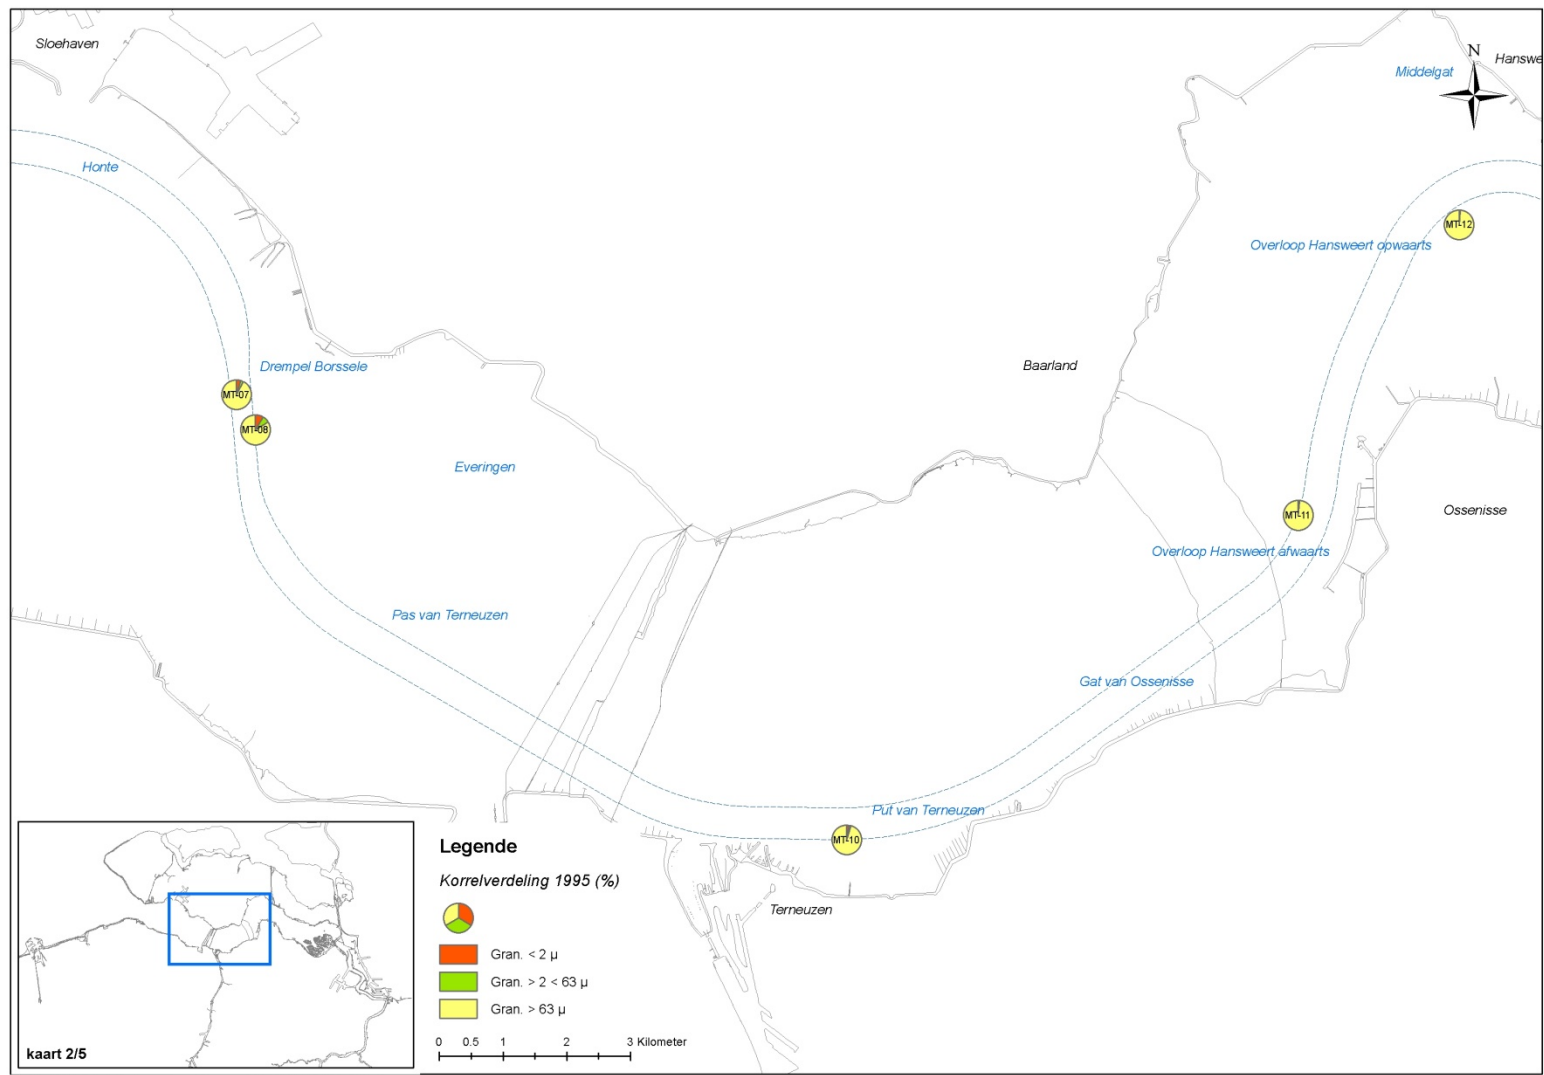 Sloehaven
N
Middelgat
Hanswe
Honte
MT-12
Overloop Hansweert opwaarts
Drempel Borssele
Baarland
MT-07
MT-08
Everingen
Ossenisse
MT-11
Overloop Hansweert afwaarts
Pas van Terneuzen
Gat van Ossenisse
Put van Terneuzen
MT-10
Terneuzen
Legende
Korrelverdeling 1995 (%)
Gran. < 2 µ
Gran. > 2 < 63 µ
Gran. > 63 µ
0 0.5 1 2 3 Kilometer
kaart 2/5